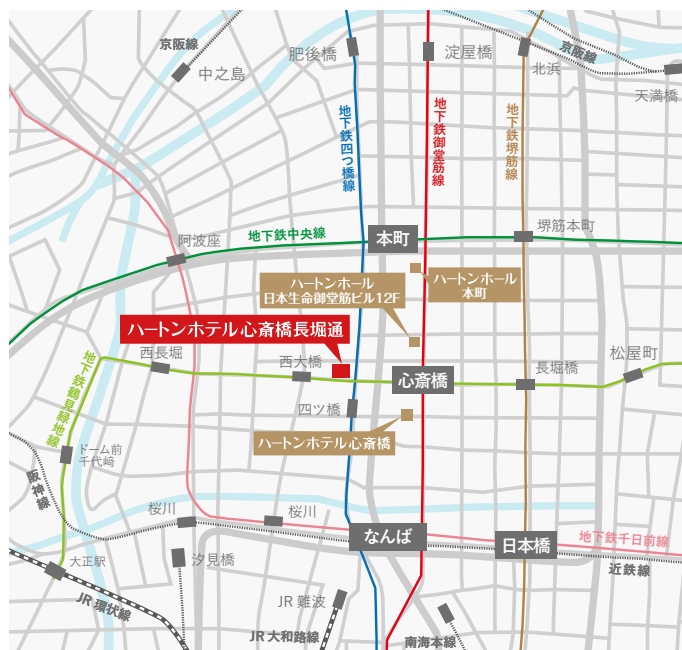 京阪線
中之島
肥後橋
淀屋橋
北浜
京阪線
天満橋
地下鉄四つ橋線
地下鉄御堂筋線
地下鉄堺筋線
阿波座
地下鉄中央線
本町
堺筋本町
ハートンホール
日本生命御堂筋ビル12F
ハートンホール
本町
ハートンホテル心斎橋長堀通
西長堀
西大橋
心斎橋
長堀橋
松屋町
地下鉄鶴見緑地線
四ツ橋
ハートンホテル心斎橋
ドーム前
千代崎
阪神線
桜川
桜川
なんば
日本橋
地下鉄千日前線
近鉄線
大正駅
汐見橋
JR環状線
JR難波
JR大和路線
南海本線